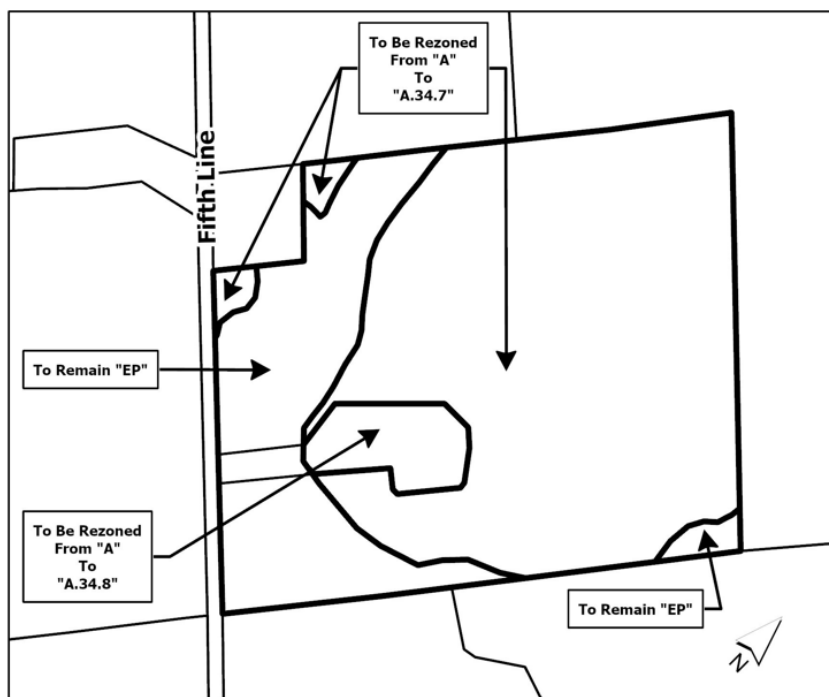 To Be Rezoned
From "A"
To
"A.34.7"
Fifth Line
To Remain "EP"
To Be Rezoned
From "A"
To
"A.34.8"
To Remain "EP"
N